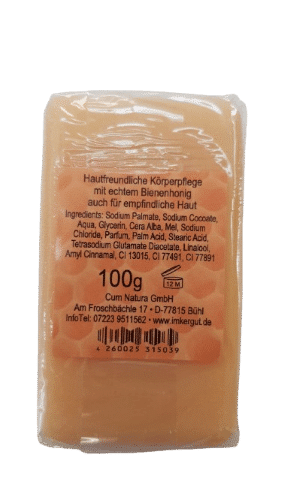 Hautfreundliche Körperpflege
mit echtem Bienenhonig
auch für empfindliche Haut
Ingredients: Sodium Palmate, Sodium Cocoate,
Aqua, Glycerin, Cera Alba, Mel, Sodium
Chloride, Parfum, Palm Acid, Stearic Acid,
Tetrasodium Glutamate Diacetate, Linalool,
Amyl Cinnamal, CI 13015, CI 77491, CI 77891
100g
12 M
Cum Natura GmbH
Am Froschbächle 17 • D-77815 Bühl
InfoTel: 07223 9511562 • www.imkergut.de
4 260025 315039